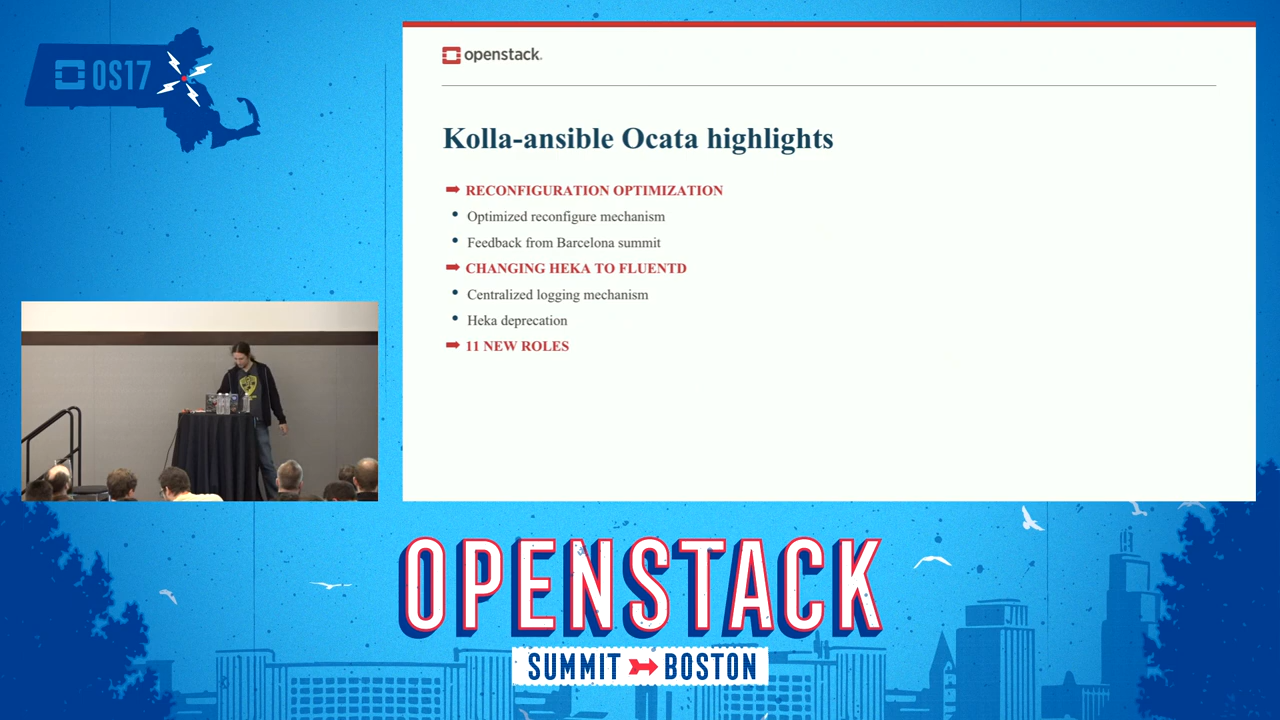 OS17
openstack.
Kolla-ansible Ocata highlights
RECONFIGURATION OPTIMIZATION
Optimized reconfigure mechanism
Feedback from Barcelona summit
CHANGING HEKA TO FLUENTD
Centralized logging mechanism
Heka deprecation
11 NEW ROLES
OPENSTACK
SUMMIT BOSTON